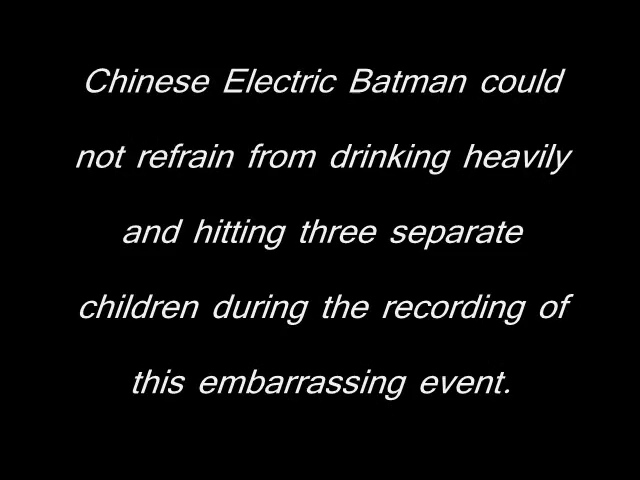 Chinese Electric Batman could
not refrain from drinking heavily
and hitting three separate
children during the recording of
this embarrassing event.